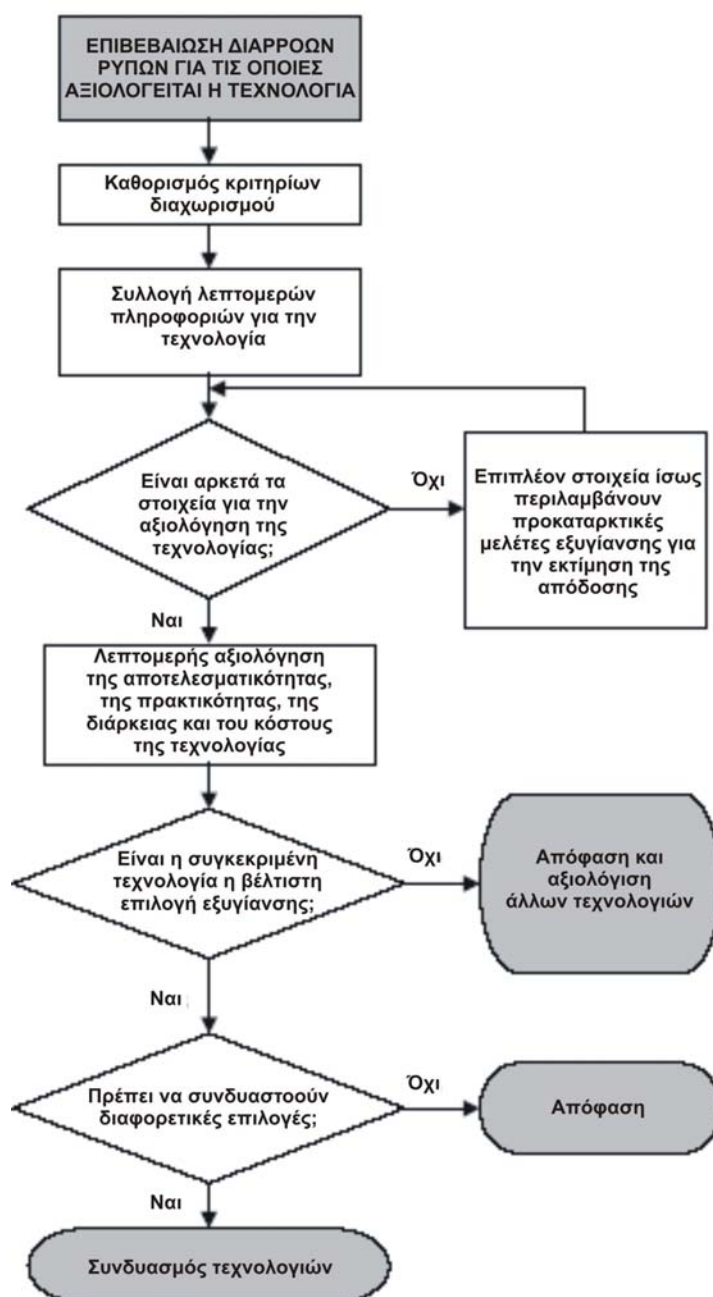 ΕΠΙΒΕΒΑΙΩΣΗ ΔΙΑΡΡΟΩΝ
ΡΥΠΩΝ ΓΙΑ ΤΙΣ ΟΠΟΙΕΣ
ΑΞΙΟΛΟΓΕΙΤΑΙ Η ΤΕΧΝΟΛΟΓΙΑ
Καθορισμός κριτηρίων
διαχωρισμού
Συλλογή λεπτομερών
πληροφοριών για την
τεχνολογία
Είναι αρκετά τα
στοιχεία για την
αξιολόγηση της
τεχνολογίας;
Όχι
Επιπλέον στοιχεία ίσως
περιλαμβάνουν
προκαταρκτικές
μελέτες εξυγίανσης για
την εκτίμηση της
απόδοσης
Ναι
Λεπτομερής αξιολόγηση
της αποτελεσματικότητας,
της πρακτικότητας, της
διάρκειας και του κόστους
της τεχνολογίας
Είναι η συγκεκριμένη
τεχνολογία η βέλτιστη
επιλογή εξυγίανσης;
Όχι
Απόφαση και
αξιολόγιση
άλλων τεχνολογιών
Ναι ;
Πρέπει να συνδυαστοούν
διαφορετικές επιλογές;
Όχι
Απόφαση
Ναι
Συνδυασμός τεχνολογιών